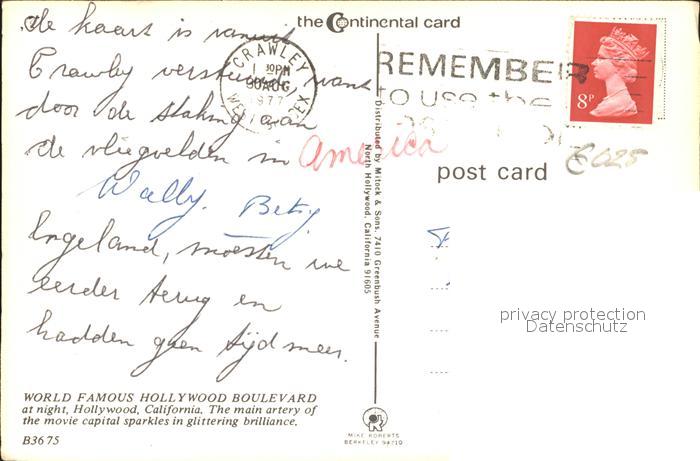 de kaart is vanuit
Crawley verstuurd want
door de staking van
de vliegvelden in America
Wally. Betsy
Engeland, moesten we
eerder terug en
hadden geen tijd meer.
WORLD FAMOUS HOLLYWOOD BOULEVARD
at night, Hollywood, California. The main artery of
the movie capital sparkles in glittering brilliance.
B3675
the Continental card
CRAWLEY
1 30PM
30 AUG
1977
WEST SUSSEX
Distributed by Mitock & Sons, 7410 Greenbush Avenue
North Hollywood, California 91605
MIKE ROBERTS
BERKELEY 94710
REMEMBER
to use the
8P
post card
privacy protection
Datenschutz